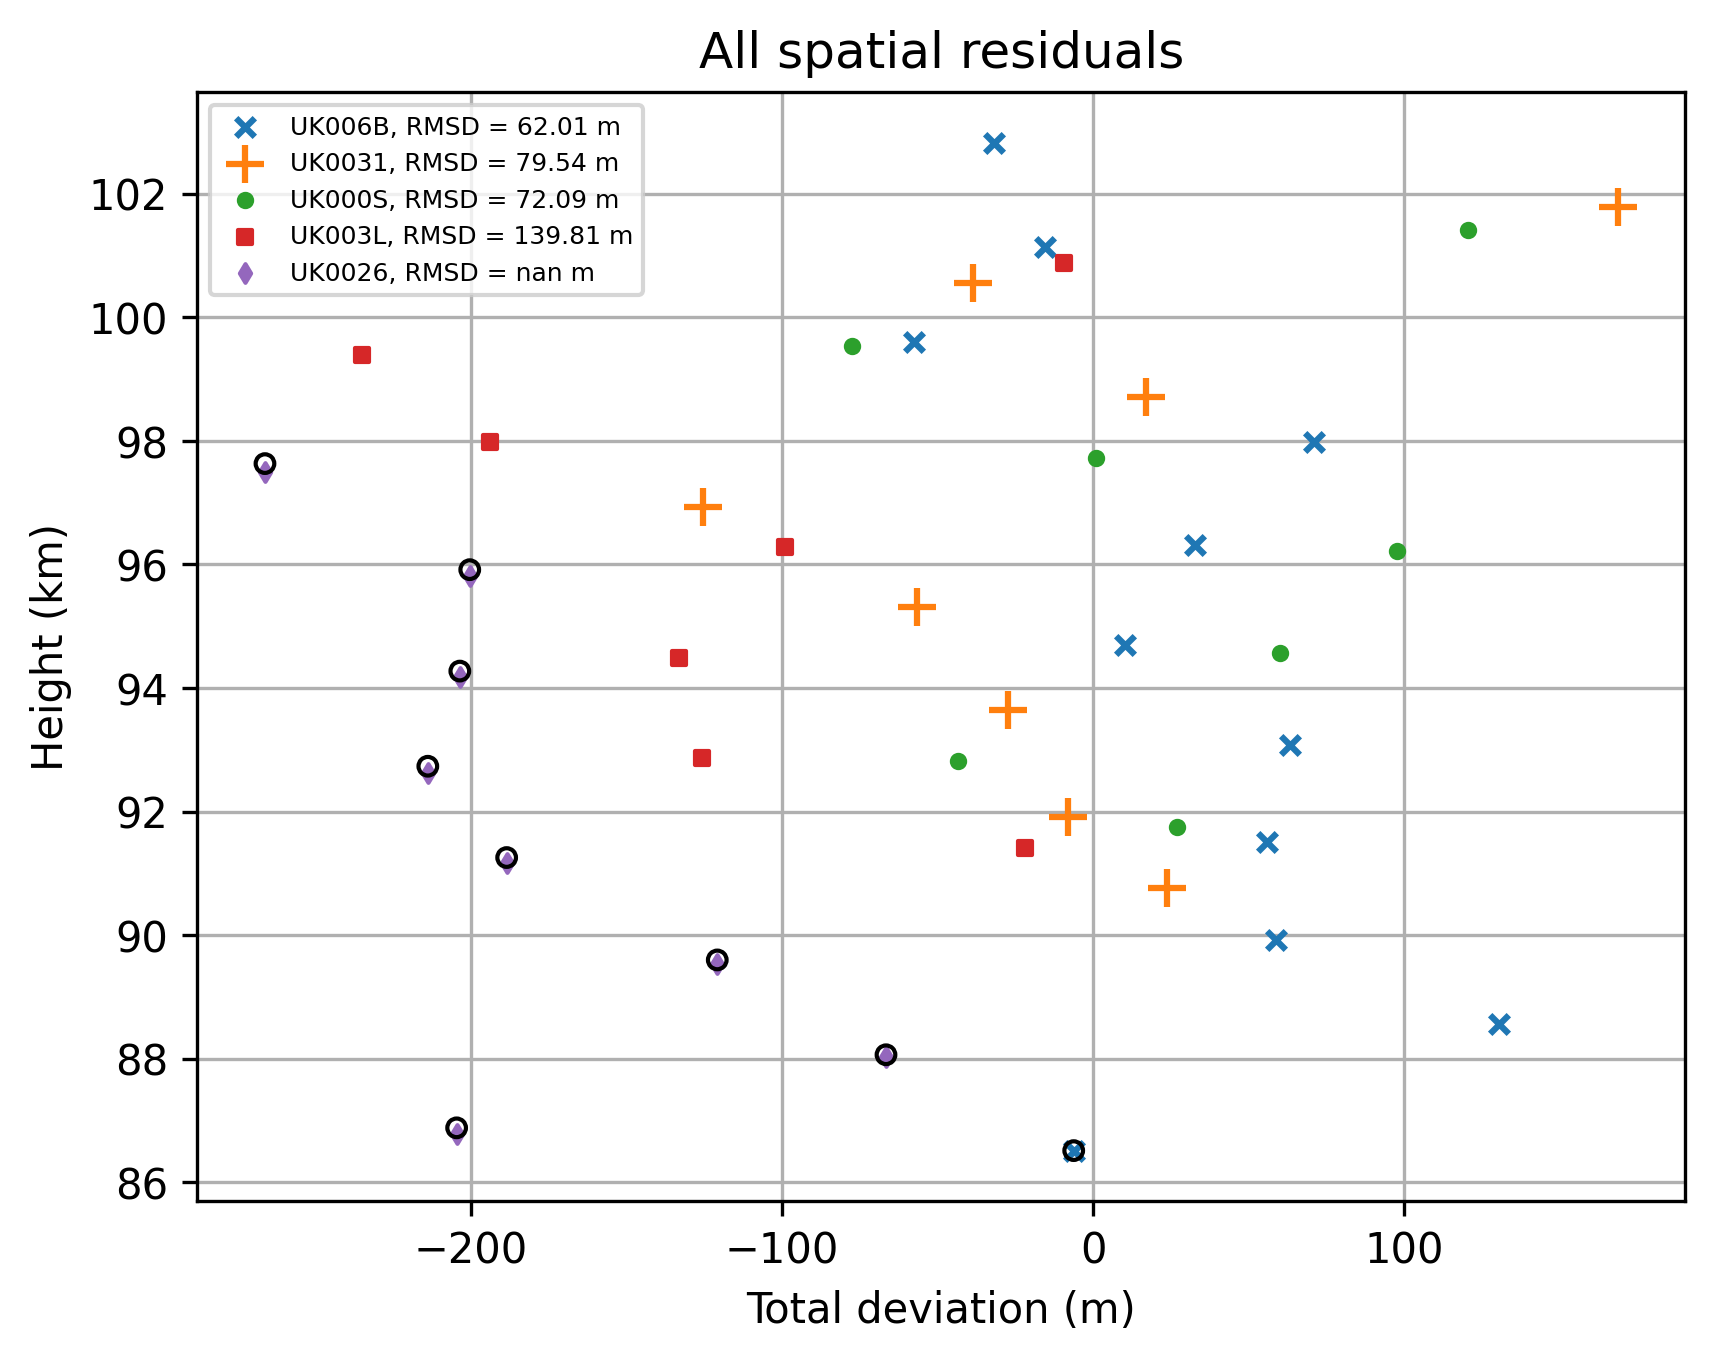 All spatial residuals
UK006B, RMSD = 62.01 m
UK0031, RMSD = 79.54 m
UK000S, RMSD = 72.09 m
UK003L, RMSD = 139.81 m
UK0026, RMSD = nan m
102
100
98
96
94
92
90
88
86
Height (km)
−200 −100 0 100
Total deviation (m)